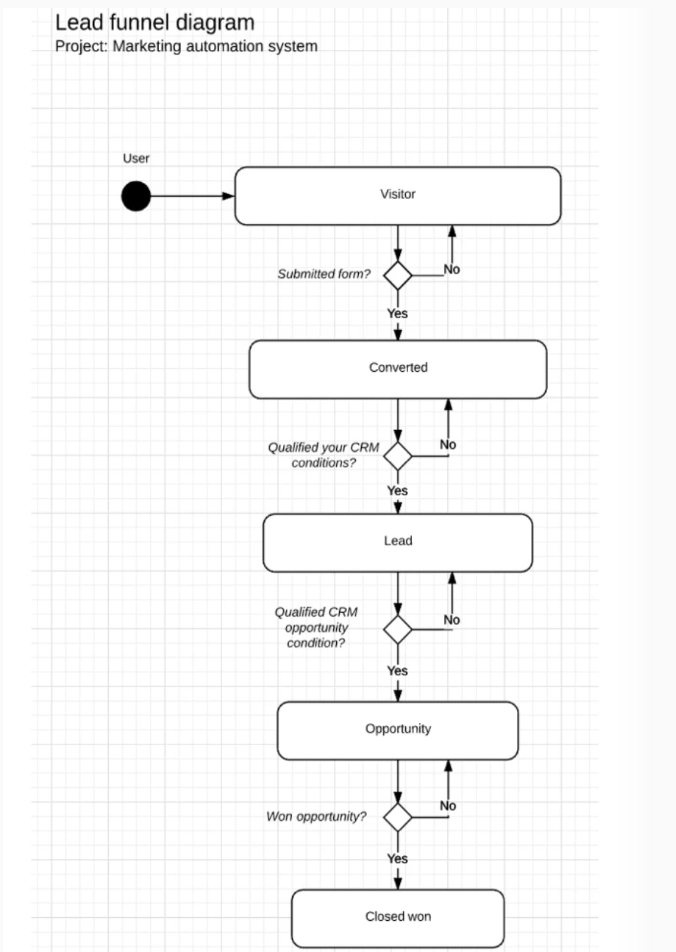 Lead funnel diagram
Project: Marketing automation system
User
Visitor
Submitted form?
No
Yes
Converted
Qualified your CRM
conditions?
No
Yes
Lead
Qualified CRM
opportunity
condition?
No
Yes
Opportunity
Won opportunity?
No
Yes
Closed won